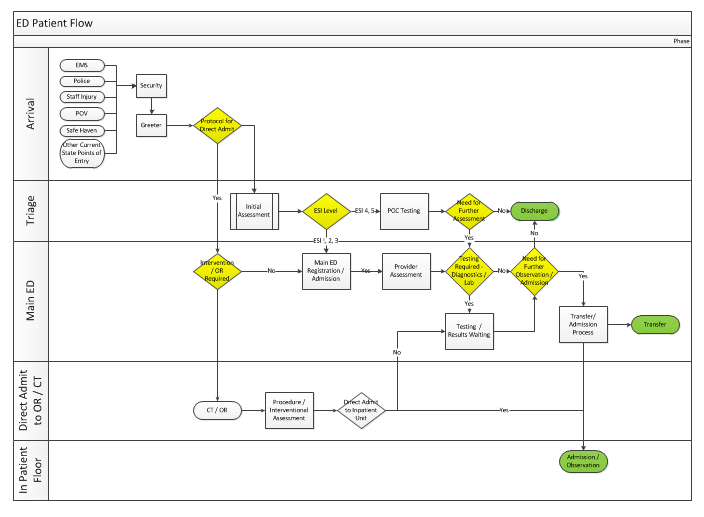 ED Patient Flow
Phase
Arrival
EMS
Police
Staff Injury
POV
Safe Haven
Other Current
State Points of
Entry
Security
Greeter
Protocol for
Direct Admit
Triage
Yes
Initial
Assessment
ESI Level
ESI 4, 5
POC Testing
Need for
Further
Assessment
No
Discharge
ESI !, 2, 3
Yes
No
Main ED
Intervention
/ OR
Required
No
Main ED
Registration /
Admission
Yes
Provider
Assessment
Testing
Required -
Diagnostics /
Lab
No
Need for
Further
Observation /
Admission
Yes
Yes
Testing /
Results Waiting
Transfer/
Admission
Process
Transfer
No
Direct Admit
to OR / CT
CT / OR
Procedure /
Interventional
Assessment
Direct Admit
to Inpatient
Unit
Yes
In Patient
Floor
Admission /
Observation